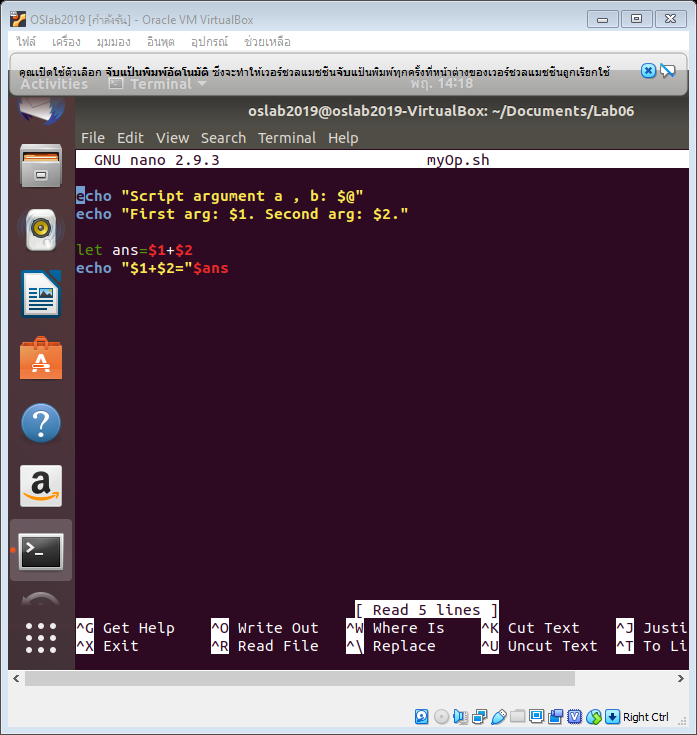 OSlab2019 [กำลังรัน] - Oracle VM VirtualBox
ไฟล์ เครื่อง มุมมอง อินพุต อุปกรณ์ ช่วยเหลือ
คุณเปิดใช้ตัวเลือก จับแป้นพิมพ์อัตโนมัติ ซึ่งจะทำให้เวอร์ชวลแมชชีนจับแป้นพิมพ์ทุกครั้งที่หน้าต่างของเวอร์ชวลแมชชีนถูกเรียกใช้
Activities Terminal พฤ. 14:18
oslab2019@oslab2019-VirtualBox: ~/Documents/Lab06
File Edit View Search Terminal Help
GNU nano 2.9.3 myOp.sh
echo "Script argument a , b: $@"
echo "First arg: $1. Second arg: $2."
let ans=$1+$2
echo "$1+$2="$ans
[ Read 5 lines ]
^G Get Help ^O Write Out ^W Where Is ^K Cut Text ^J Justi
^X Exit ^R Read File ^\ Replace ^U Uncut Text ^T To Li
Right Ctrl